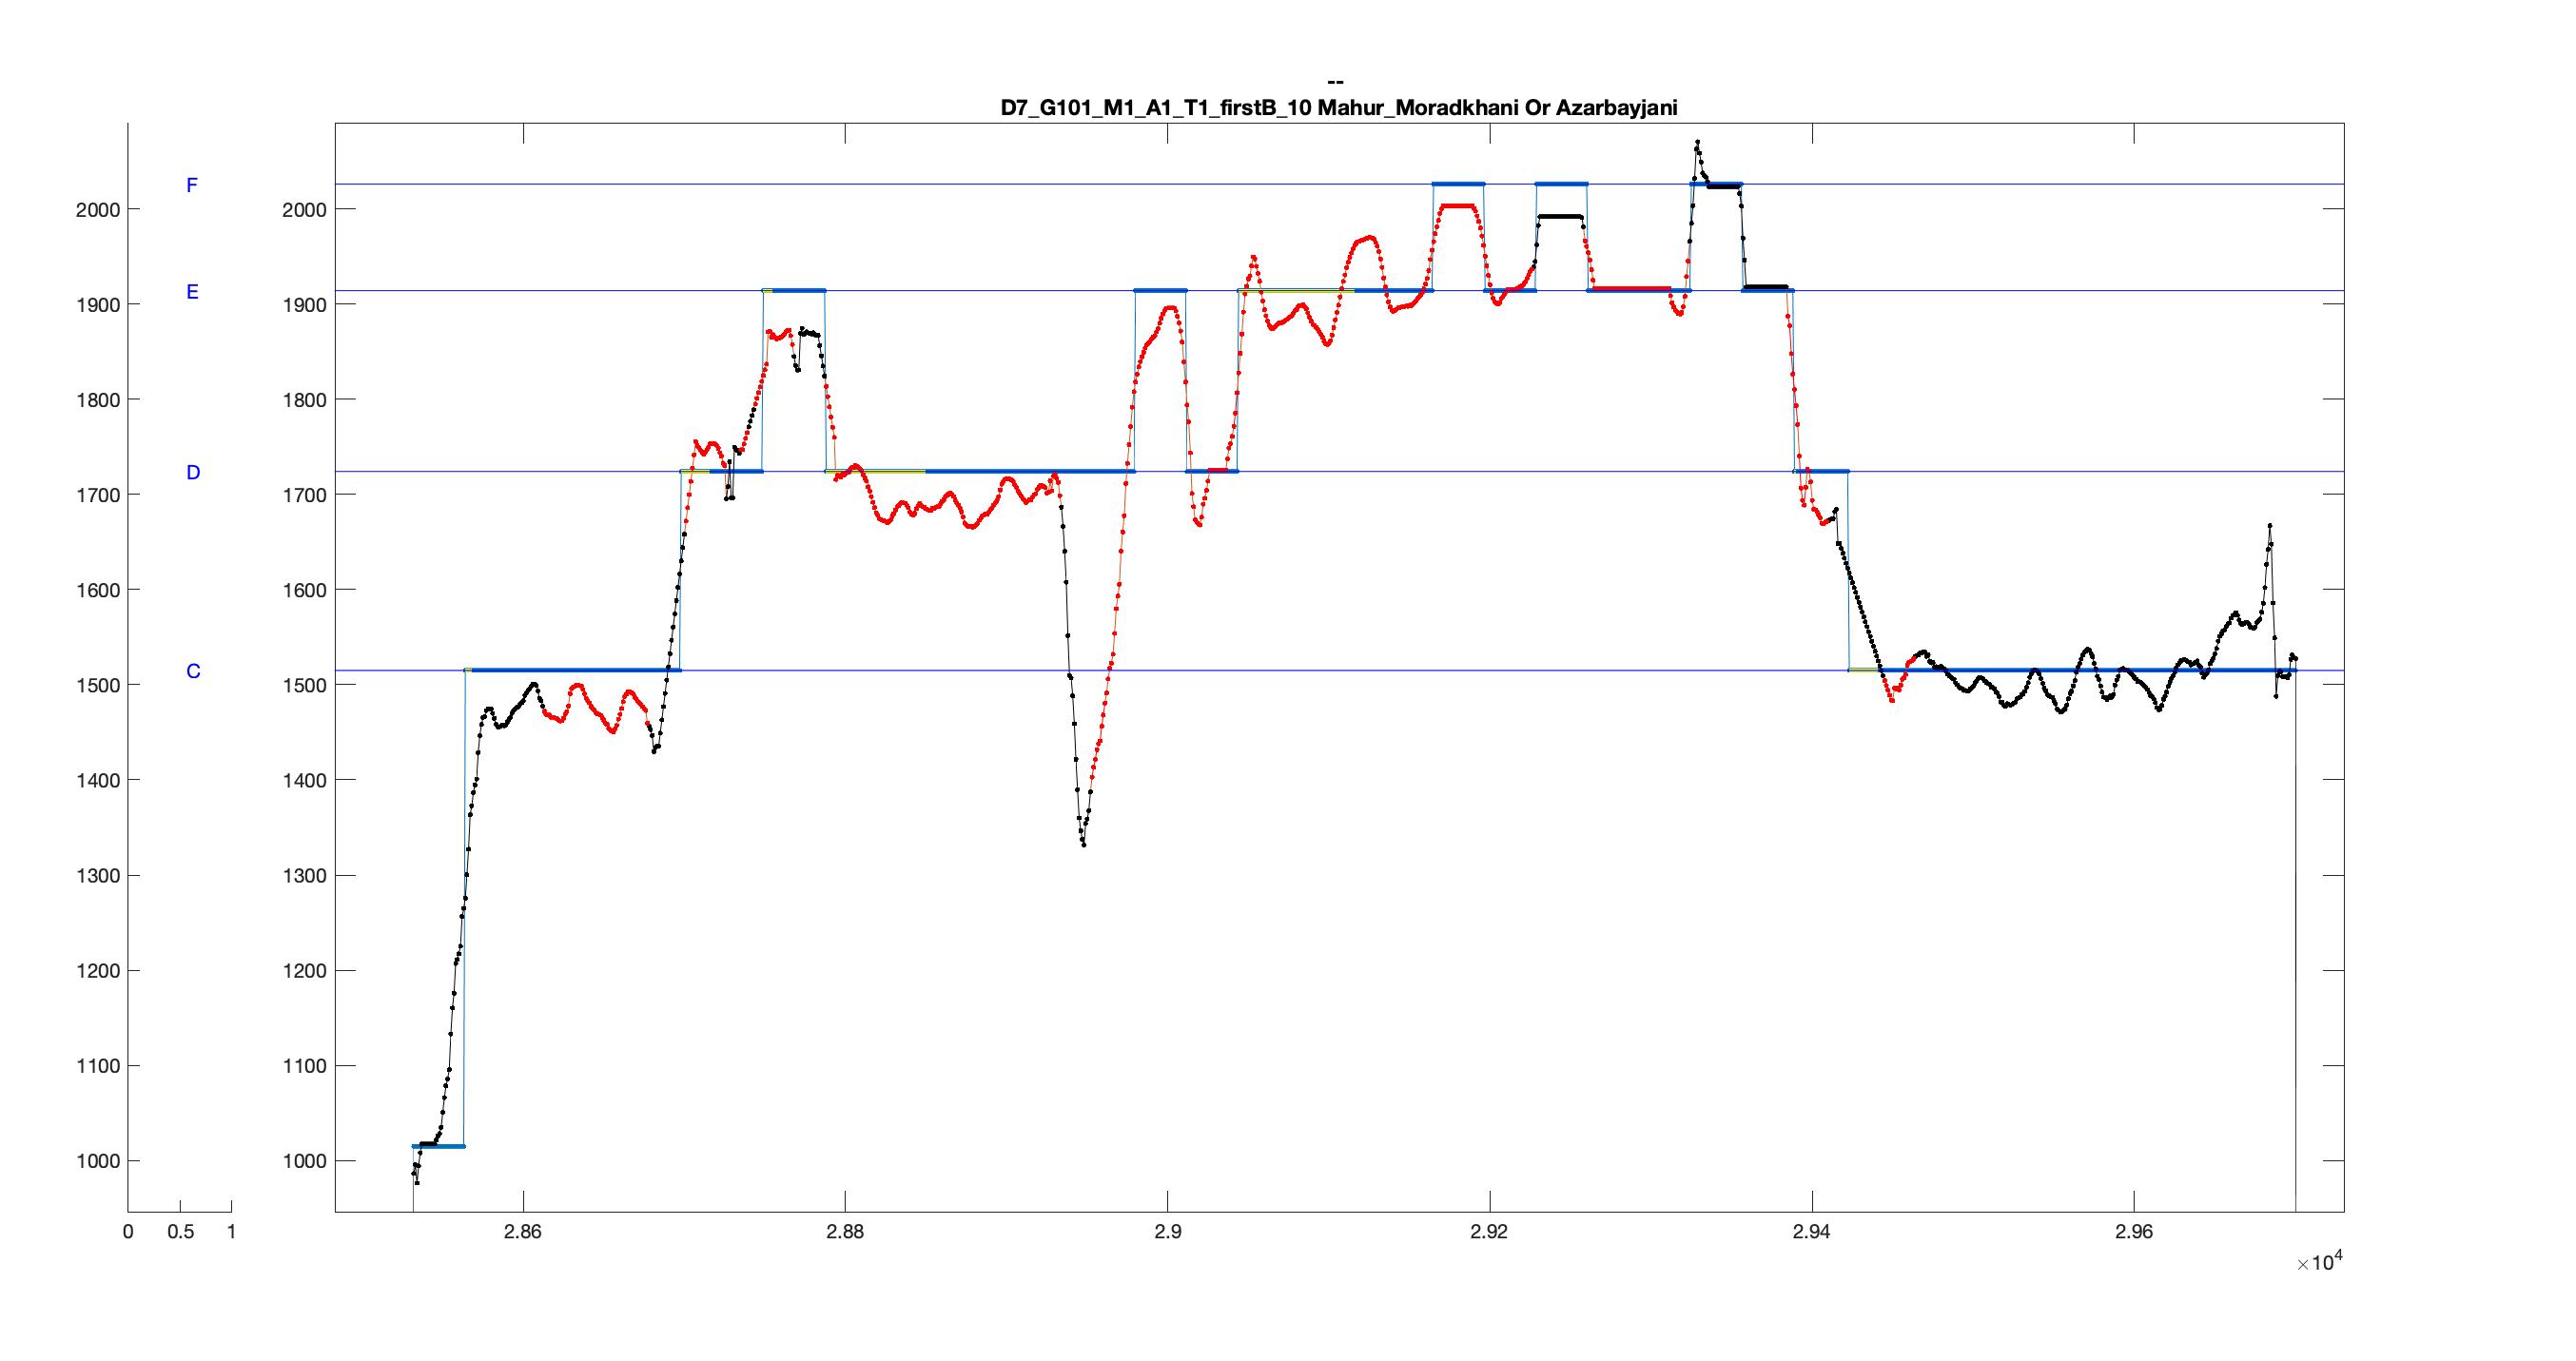 --
D7_G101_M1_A1_T1_firstB_10 Mahur_Moradkhani Or Azarbayjani
F
2000 2000
E
1900 1900
1800 1800
D
1700 1700
1600 1600
C
1500 1500
1400 1400
1300 1300
1200 1200
1100 1100
1000 1000
0 0.5 1 2.86 2.88 2.9 2.92 2.94 2.96
×10⁴